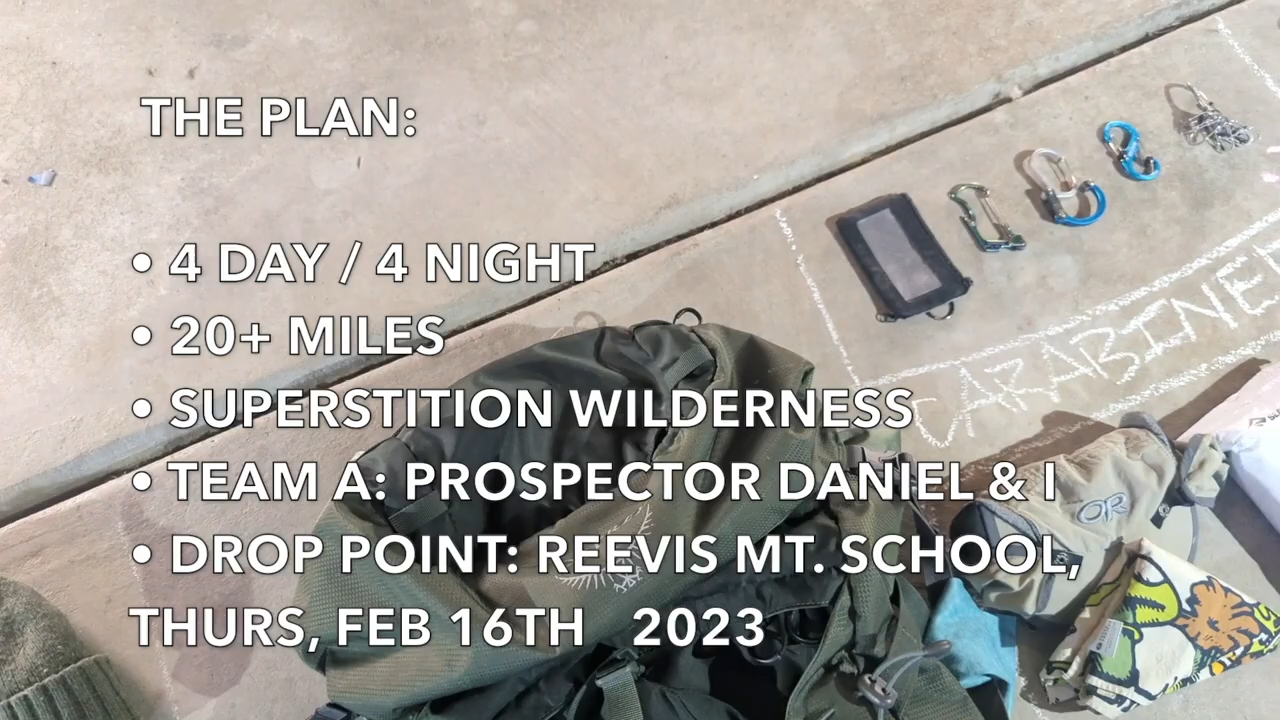 THE PLAN:
• 4 DAY / 4 NIGHT
• 20+ MILES
• SUPERSTITION WILDERNESS
• TEAM A: PROSPECTOR DANIEL & I
• DROP POINT: REEVIS MT. SCHOOL,
THURS, FEB 16TH 2023
CARABINE
OR